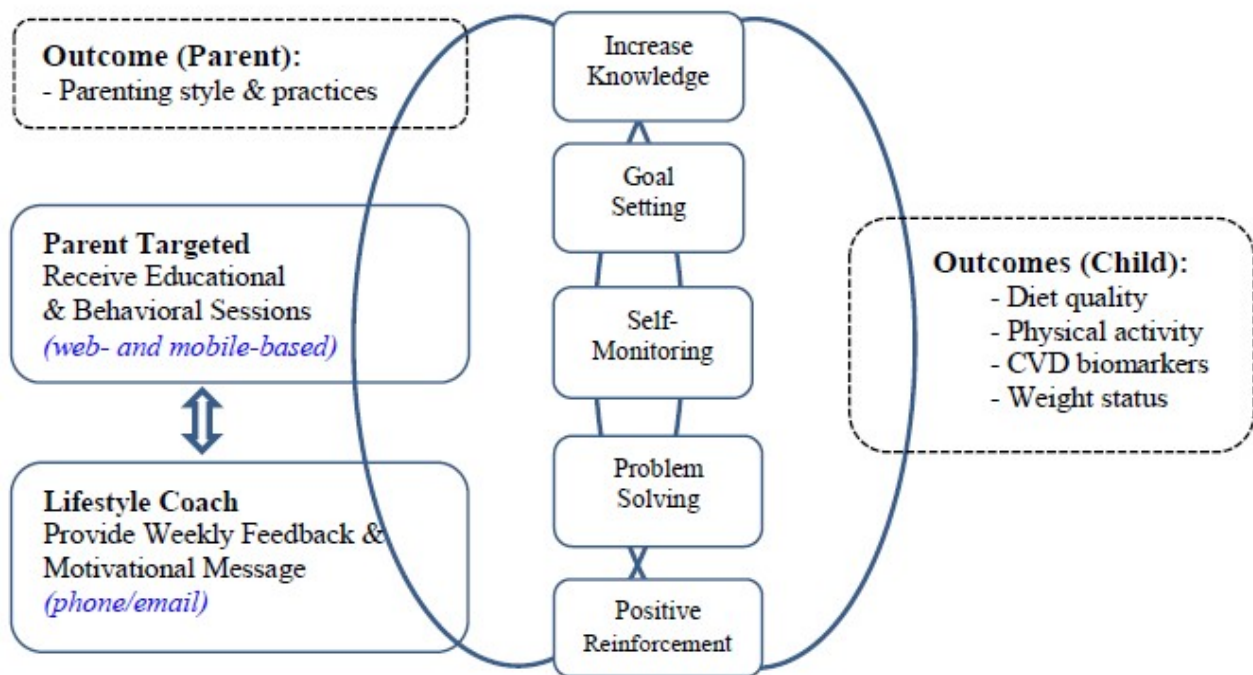 Outcome (Parent):
- Parenting style & practices
Parent Targeted
Receive Educational
& Behavioral Sessions
(web- and mobile-based)
Lifestyle Coach
Provide Weekly Feedback &
Motivational Message
(phone/email)
Increase
Knowledge
Goal
Setting
Self-
Monitoring
Problem
Solving
Positive
Reinforcement
Outcomes (Child):
- Diet quality
- Physical activity
- CVD biomarkers
- Weight status